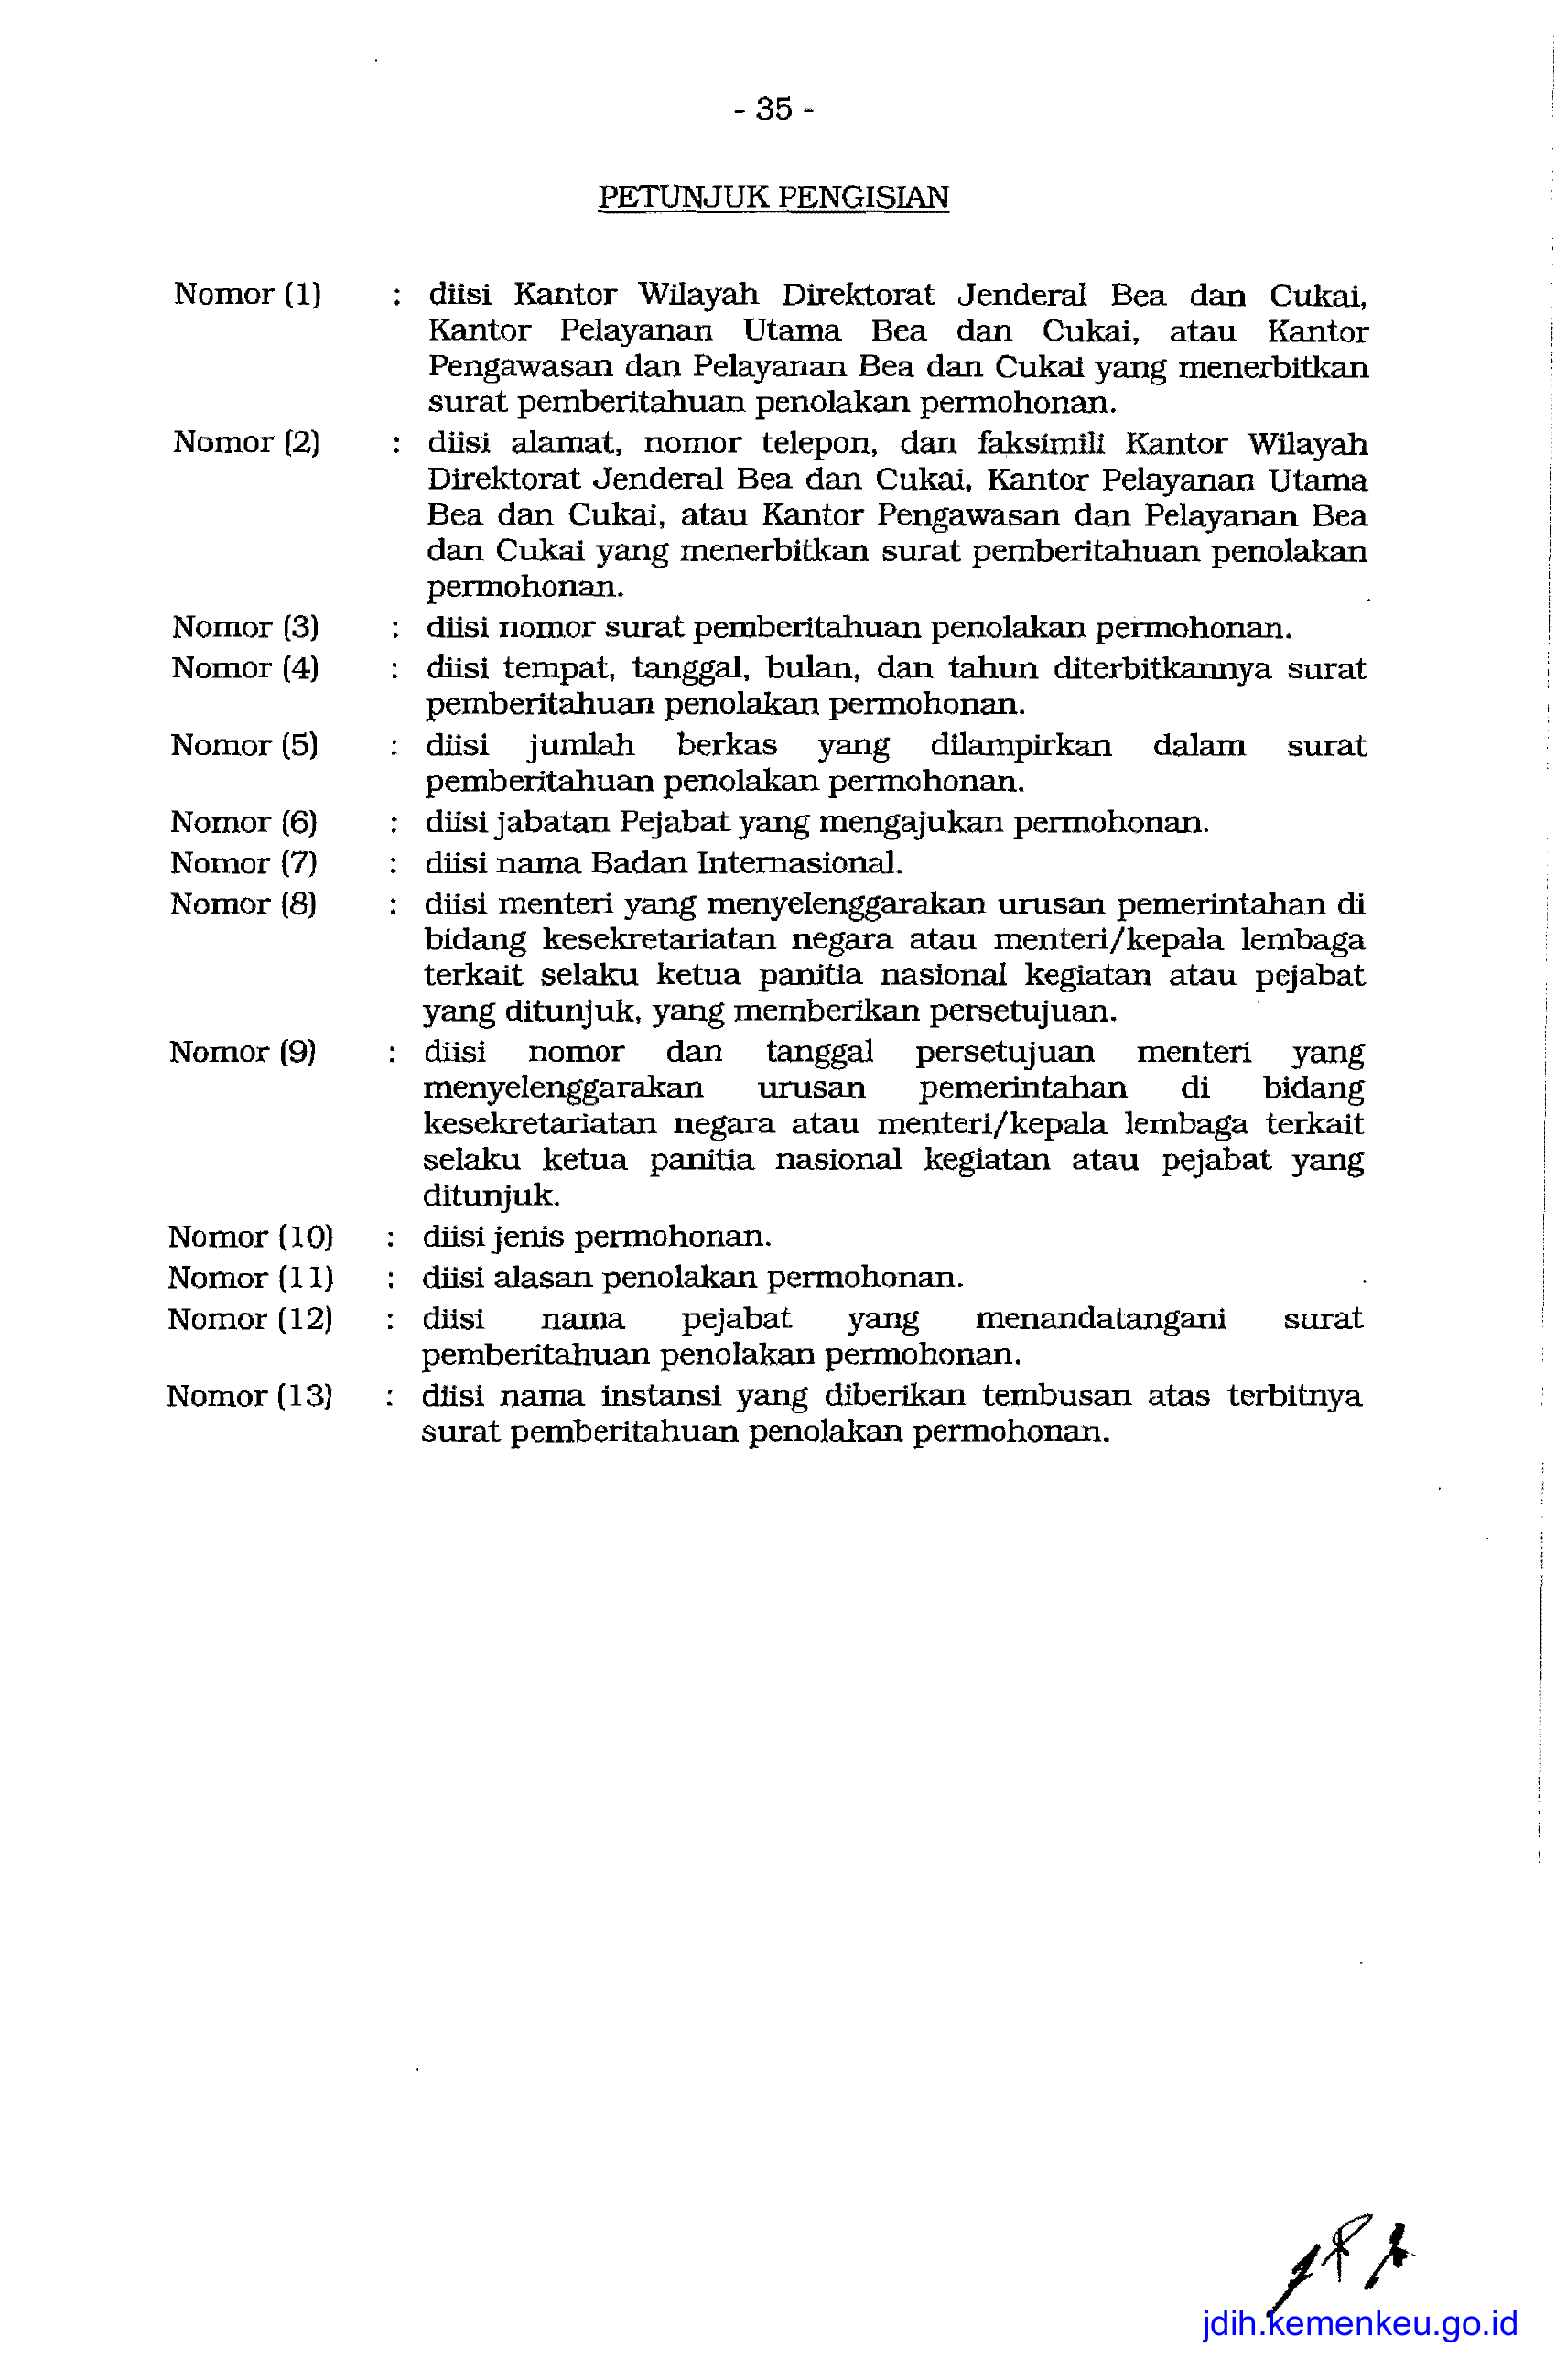 - 35 -
PETUNJUK PENGISIAN
Nomor (1) : diisi Kantor Wilayah Direktorat Jenderal Bea dan Cukai,
Kantor Pelayanan Utama Bea dan Cukai, atau Kantor
Pengawasan dan Pelayanan Bea dan Cukai yang menerbitkan
surat pemberitahuan penolakan permohonan.
Nomor (2) : diisi alamat, nomor telepon, dan faksimili Kantor Wilayah
Direktorat Jenderal Bea dan Cukai, Kantor Pelayanan Utama
Bea dan Cukai, atau Kantor Pengawasan dan Pelayanan Bea
dan Cukai yang menerbitkan surat pemberitahuan penolakan
permohonan.
Nomor (3) : diisi nomor surat pemberitahuan penolakan permohonan.
Nomor (4) : diisi tempat, tanggal, bulan, dan tahun diterbitkannya surat
pemberitahuan penolakan permohonan.
Nomor (5) : diisi jumlah berkas yang dilampirkan dalam surat
pemberitahuan penolakan permohonan.
Nomor (6) : diisi jabatan Pejabat yang mengajukan permohonan.
Nomor (7) : diisi nama Badan Internasional.
Nomor (8) : diisi menteri yang menyelenggarakan urusan pemerintahan di
bidang kesekretariatan negara atau menteri/kepala lembaga
terkait selaku ketua panitia nasional kegiatan atau pejabat
yang ditunjuk, yang memberikan persetujuan.
Nomor (9) : diisi nomor dan tanggal persetujuan menteri yang
menyelenggarakan urusan pemerintahan di bidang
kesekretariatan negara atau menteri/kepala lembaga terkait
selaku ketua panitia nasional kegiatan atau pejabat yang
ditunjuk.
Nomor (10) : diisi jenis permohonan.
Nomor (11) : diisi alasan penolakan permohonan.
Nomor (12) : diisi nama pejabat yang menandatangani surat
pemberitahuan penolakan permohonan.
Nomor (13) : diisi nama instansi yang diberikan tembusan atas terbitnya
surat pemberitahuan penolakan permohonan.
jdih.kemenkeu.go.id